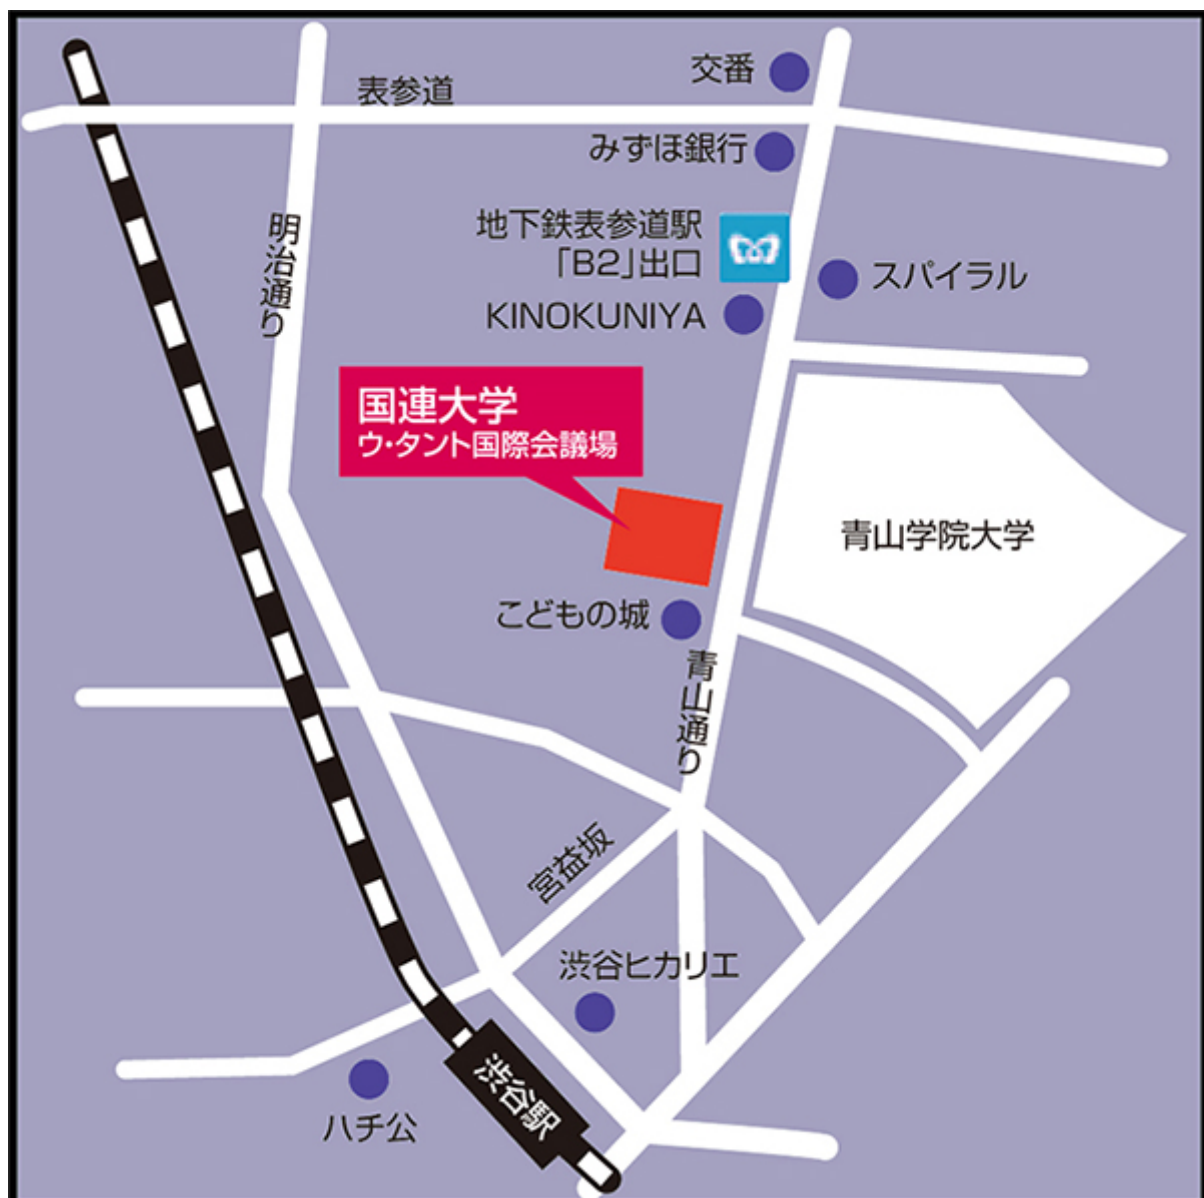 交番
表参道
みずほ銀行
地下鉄表参道駅
「B2」出口
スパイラル
明治通り
KINOKUNIYA
国連大学
ウ・タント国際会議場
青山学院大学
こどもの城
青山通り
宮益坂
渋谷ヒカリエ
渋谷駅
ハチ公